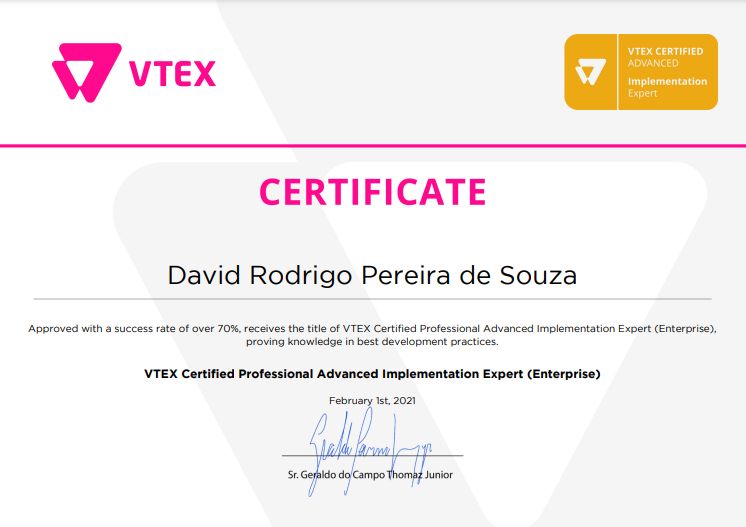 VTEX
VTEX CERTIFIED
ADVANCED
Implementation
Expert
CERTIFICATE
David Rodrigo Pereira de Souza
Approved with a success rate of over 70%, receives the title of VTEX Certified Professional Advanced Implementation Expert (Enterprise),
proving knowledge in best development practices.
VTEX Certified Professional Advanced Implementation Expert (Enterprise)
February 1st, 2021
Sr. Geraldo do Campo Thomaz Junior